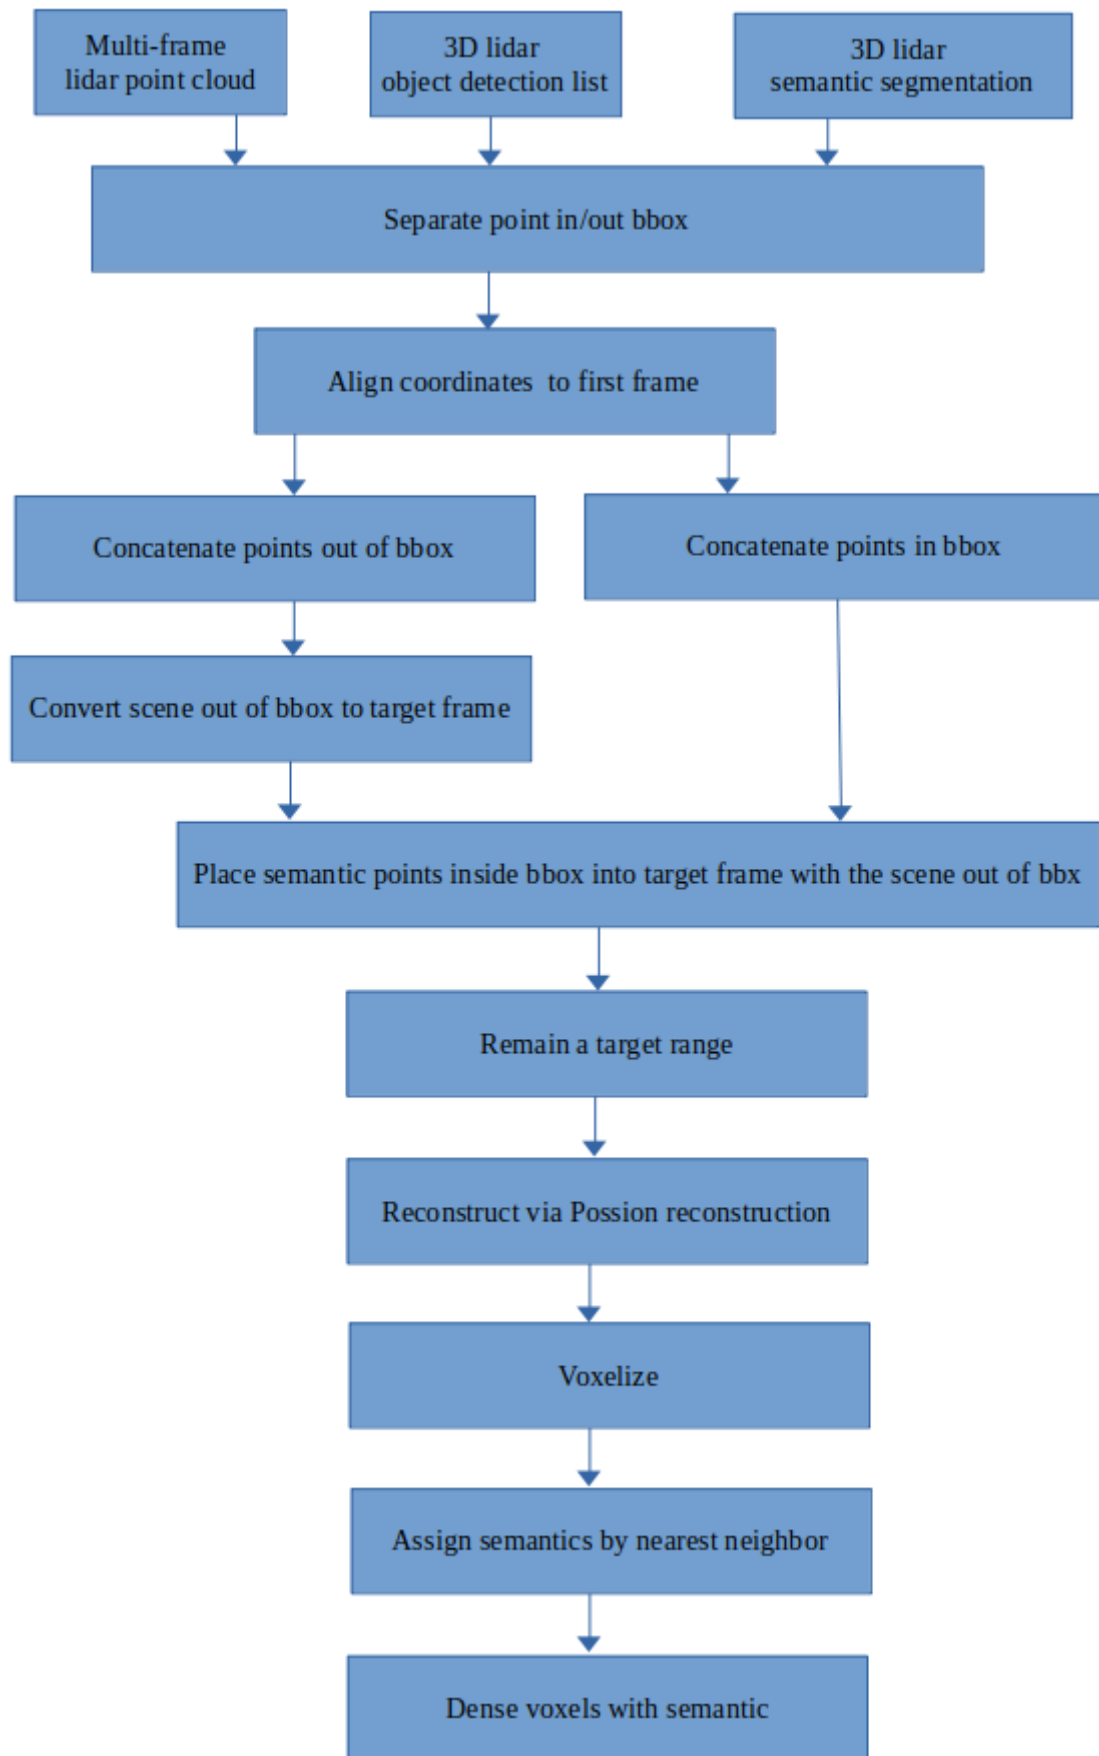 Multi-frame
lidar point cloud
3D lidar
object detection list
3D lidar
semantic segmentation
Separate point in/out bbox
Align coordinates  to first frame
Concatenate points out of bbox
Concatenate points in bbox
Convert scene out of bbox to target frame
Place semantic points inside bbox into target frame with the scene out of bbx
Remain a target range
Reconstruct via Possion reconstruction
Voxelize
Assign semantics by nearest neighbor
Dense voxels with semantic